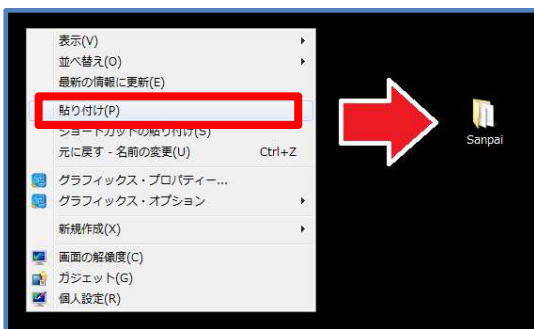 表示(V)
並べ替え(O)
最新の情報に更新(E)
貼り付け(P)
ショートカットの貼り付け(S)
元に戻す - 名前の変更(U) Ctrl+Z
グラフィックス・プロパティー...
グラフィックス・オプション
新規作成(X)
画面の解像度(C)
ガジェット(G)
個人設定(R)
Sanpai